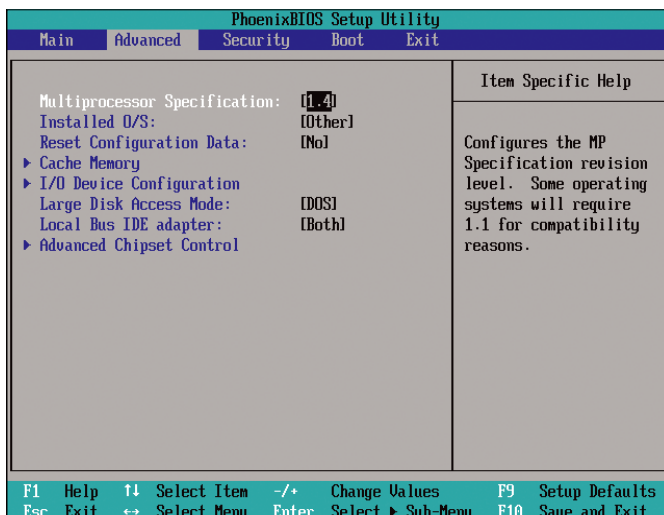 PhoenixBIOS Setup Utility
Main Advanced Security Boot Exit
Multiprocessor Specification: [1.4]
Installed O/S: [Other]
Reset Configuration Data: [No]
Cache Memory
I/O Device Configuration
Large Disk Access Mode: [DOS]
Local Bus IDE adapter: [Both]
Advanced Chipset Control
Item Specific Help
Configures the MP
Specification revision
level. Some operating
systems will require
1.1 for compatibility
reasons.
F1 Help ↑↓ Select Item -/+ Change Values F9 Setup Defaults
Esc Exit ↔ Select Menu Enter Select ▶ Sub-Menu F10 Save and Exit